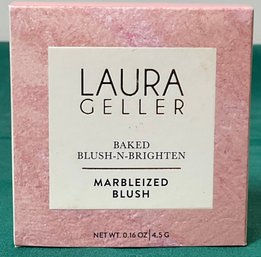 LAURA
GELLER
BAKED
BLUSH-N-BRIGHTEN
MARBLEIZED
BLUSH
NET WT. 0.16 OZ | 4.5 G